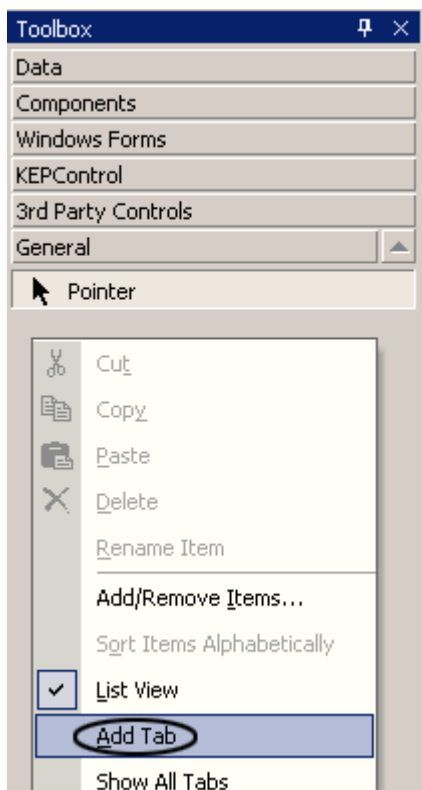 Toolbox
Data
Components
Windows Forms
KEPControl
3rd Party Controls
General
Pointer
Cut
Copy
Paste
Delete
Rename Item
Add/Remove Items...
Sort Items Alphabetically
List View
Add Tab
Show All Tabs